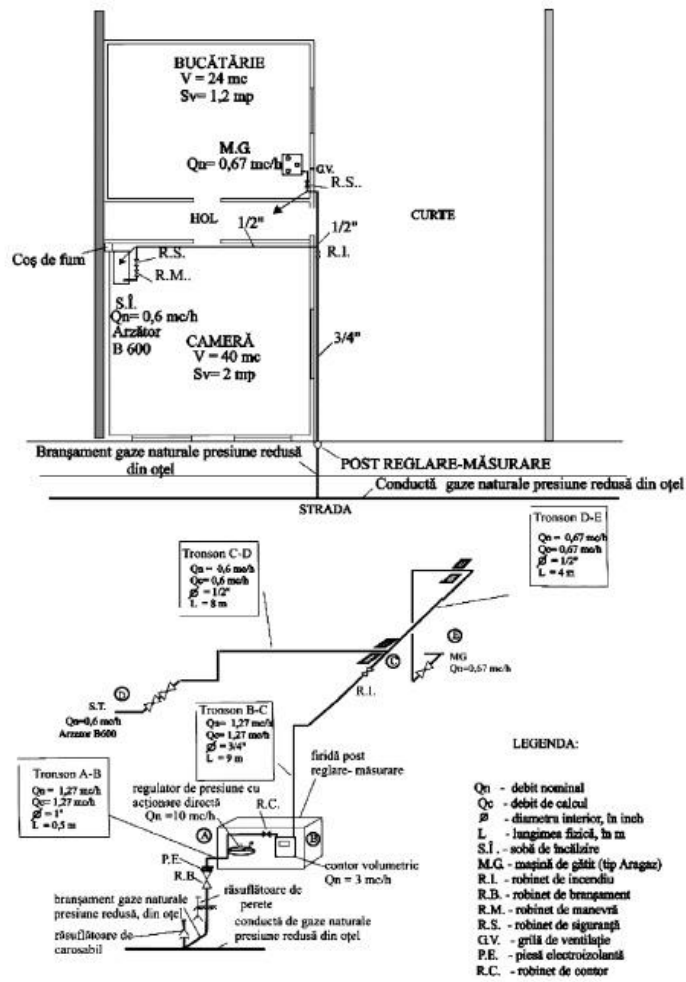 BUCĂTĂRIE
V = 24 mc
Sv= 1,2 mp
M.G.
Qn= 0,67 mc/h
G.V.
R.S..
HOL
1/2"
1/2"
CURTE
Coş de fum
R.S.
R.M..
R.I.
S.Î.
Qn= 0,6 mc/h
Arzător
B 600
CAMERĂ
V = 40 mc
Sv= 2 mp
3/4"
Branşament gaze naturale presiune redusă
din oţel
POST REGLARE-MĂSURARE
Conductă gaze naturale presiune redusă din oţel
STRADA
Tronson D-E
Qn = 0,67 mc/h
Qc= 0,67 mc/h
Ø = 1/2"
L = 4 m
Tronson C-D
Qn = 0,6 mc/h
Qc= 0,6 mc/h
Ø = 1/2"
L = 8 m
E
MG
Qn=0,67 mc/h
C
R.I.
D
S.T.
Qn=0,6 mc/h
Arzător B600
Tronson B-C
Qn= 1,27 mc/h
Qc= 1,27 mc/h
Ø = 3/4"
L = 9 m
firidă post
reglare- măsurare
Tronson A-B
Qn = 1,27 mc/h
Qc= 1,27 mc/h
Ø = 1"
L = 0,5 m
regulator de presiune cu
acţionare directă
Qn =10 mc/h
R.C.
A
B
P.E.
R.B.
contor volumetric
Qn = 3 mc/h
răsuflătoare de
perete
branşament gaze naturale
presiune redusă, din oţel
răsuflătoare de
carosabil
conductă de gaze naturale
presiune redusă din oţel
LEGENDA:
Qn - debit nominal
Qc - debit de calcul
Ø - diametru interior, în inch
L - lungimea fizică, în m
S.Î. - sobă de încălzire
M.G. - maşină de gătit (tip Aragaz)
R.I. - robinet de incendiu
R.B. - robinet de branşament
R.M. - robinet de manevră
R.S. - robinet de siguranţă
G.V. - grilă de ventilaţie
P.E. - piesă electroizolantă
R.C. - robinet de contor